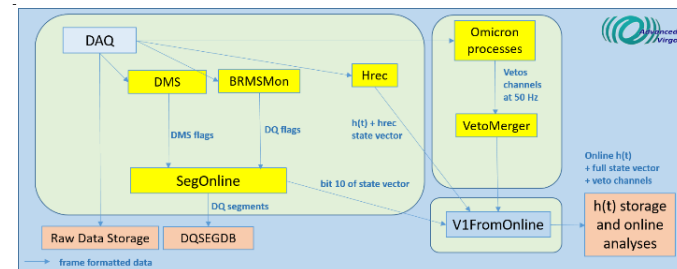 Advanced
Virgo
DAQ
Omicron
processes
DMS
BRMSMon
Hrec
Vetos
channels
at 50 Hz
h(t) + hrec
state vector
VetoMerger
DMS flags
DQ flags
Online h(t)
+ full state vector
+ veto channels
SegOnline
bit 10 of state vector
DQ segments
V1FromOnline
h(t) storage
and online
analyses
Raw Data Storage
DQSEGDB
frame formatted data